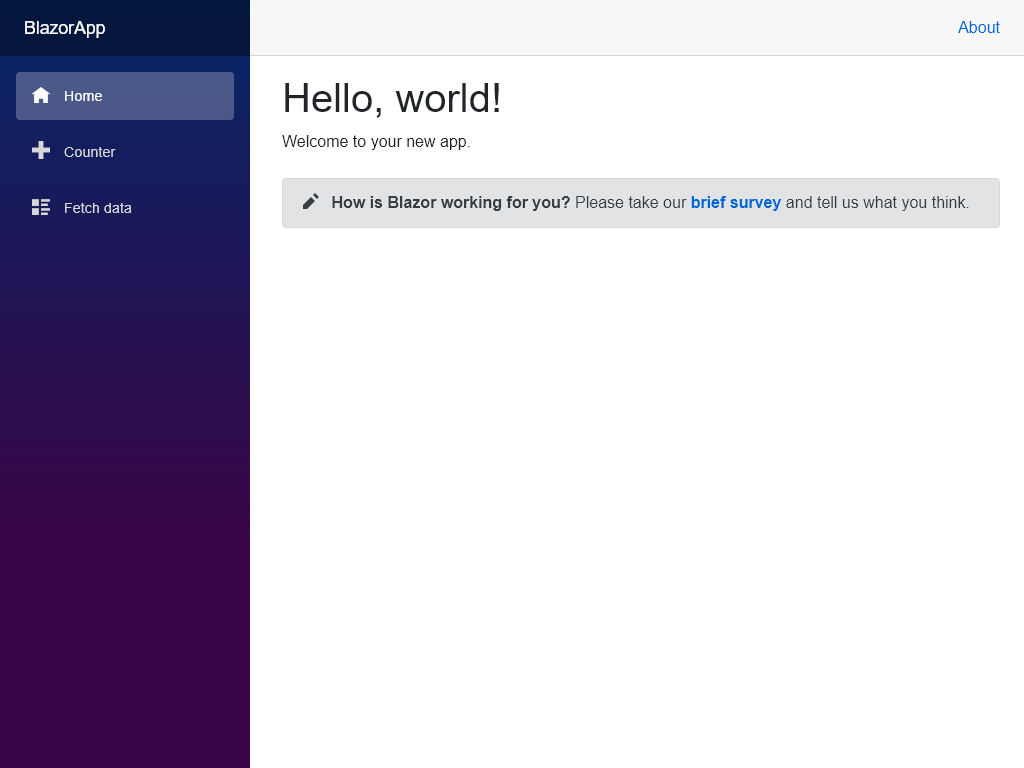 BlazorApp
About
Home
Counter
Fetch data
Hello, world!
Welcome to your new app.
How is Blazor working for you? Please take our brief survey and tell us what you think.